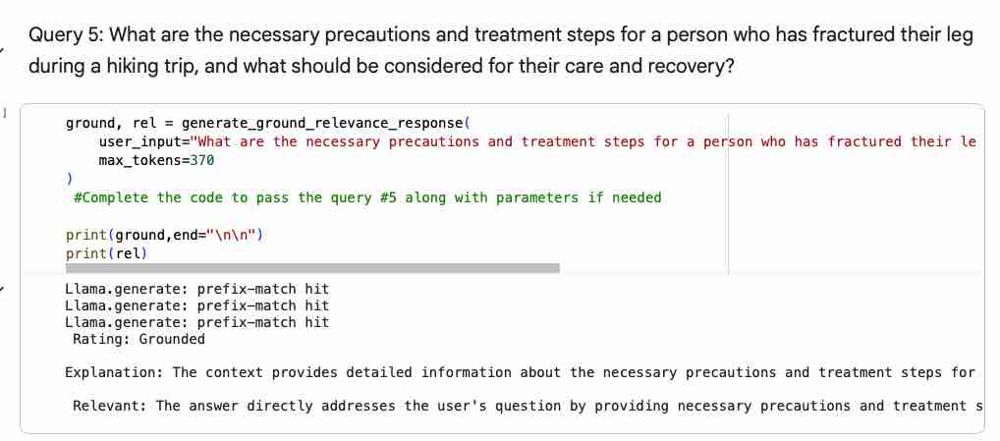 Query 5: What are the necessary precautions and treatment steps for a person who has fractured their leg
during a hiking trip, and what should be considered for their care and recovery?
ground, rel = generate_ground_relevance_response(
    user_input="What are the necessary precautions and treatment steps for a person who has fractured their le
    max_tokens=370
)
 #Complete the code to pass the query #5 along with parameters if needed
print(ground,end="\n\n")
print(rel)
Llama.generate: prefix-match hit
Llama.generate: prefix-match hit
Llama.generate: prefix-match hit
 Rating: Grounded
Explanation: The context provides detailed information about the necessary precautions and treatment steps for
 Relevant: The answer directly addresses the user's question by providing necessary precautions and treatment s